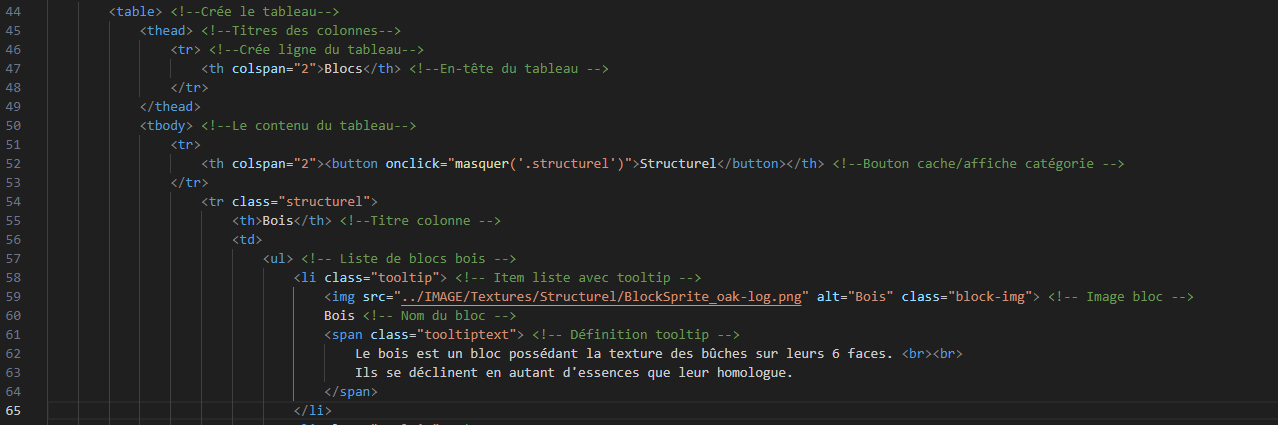 44 <table> <!--Crée le tableau-->
45 <thead> <!--Titres des colonnes-->
46 <tr> <!--Crée ligne du tableau-->
47 <th colspan="2">Blocs</th> <!--En-tête du tableau -->
48 </tr>
49 </thead>
50 <tbody> <!--Le contenu du tableau-->
51 <tr>
52 <th colspan="2"><button onclick="masquer('.structurel')">Structurel</button></th> <!--Bouton cache/affiche catégorie -->
53 </tr>
54 <tr class="structurel">
55 <th>Bois</th> <!--Titre colonne -->
56 <td>
57 <ul> <!-- Liste de blocs bois -->
58 <li class="tooltip"> <!-- Item liste avec tooltip -->
59 <img src="../IMAGE/Textures/Structurel/BlockSprite_oak-log.png" alt="Bois" class="block-img"> <!-- Image bloc -->
60 Bois <!-- Nom du bloc -->
61 <span class="tooltiptext"> <!-- Définition tooltip -->
62 Le bois est un bloc possédant la texture des bûches sur leurs 6 faces. <br><br>
63 Ils se déclinent en autant d'essences que leur homologue.
64 </span>
65 </li>